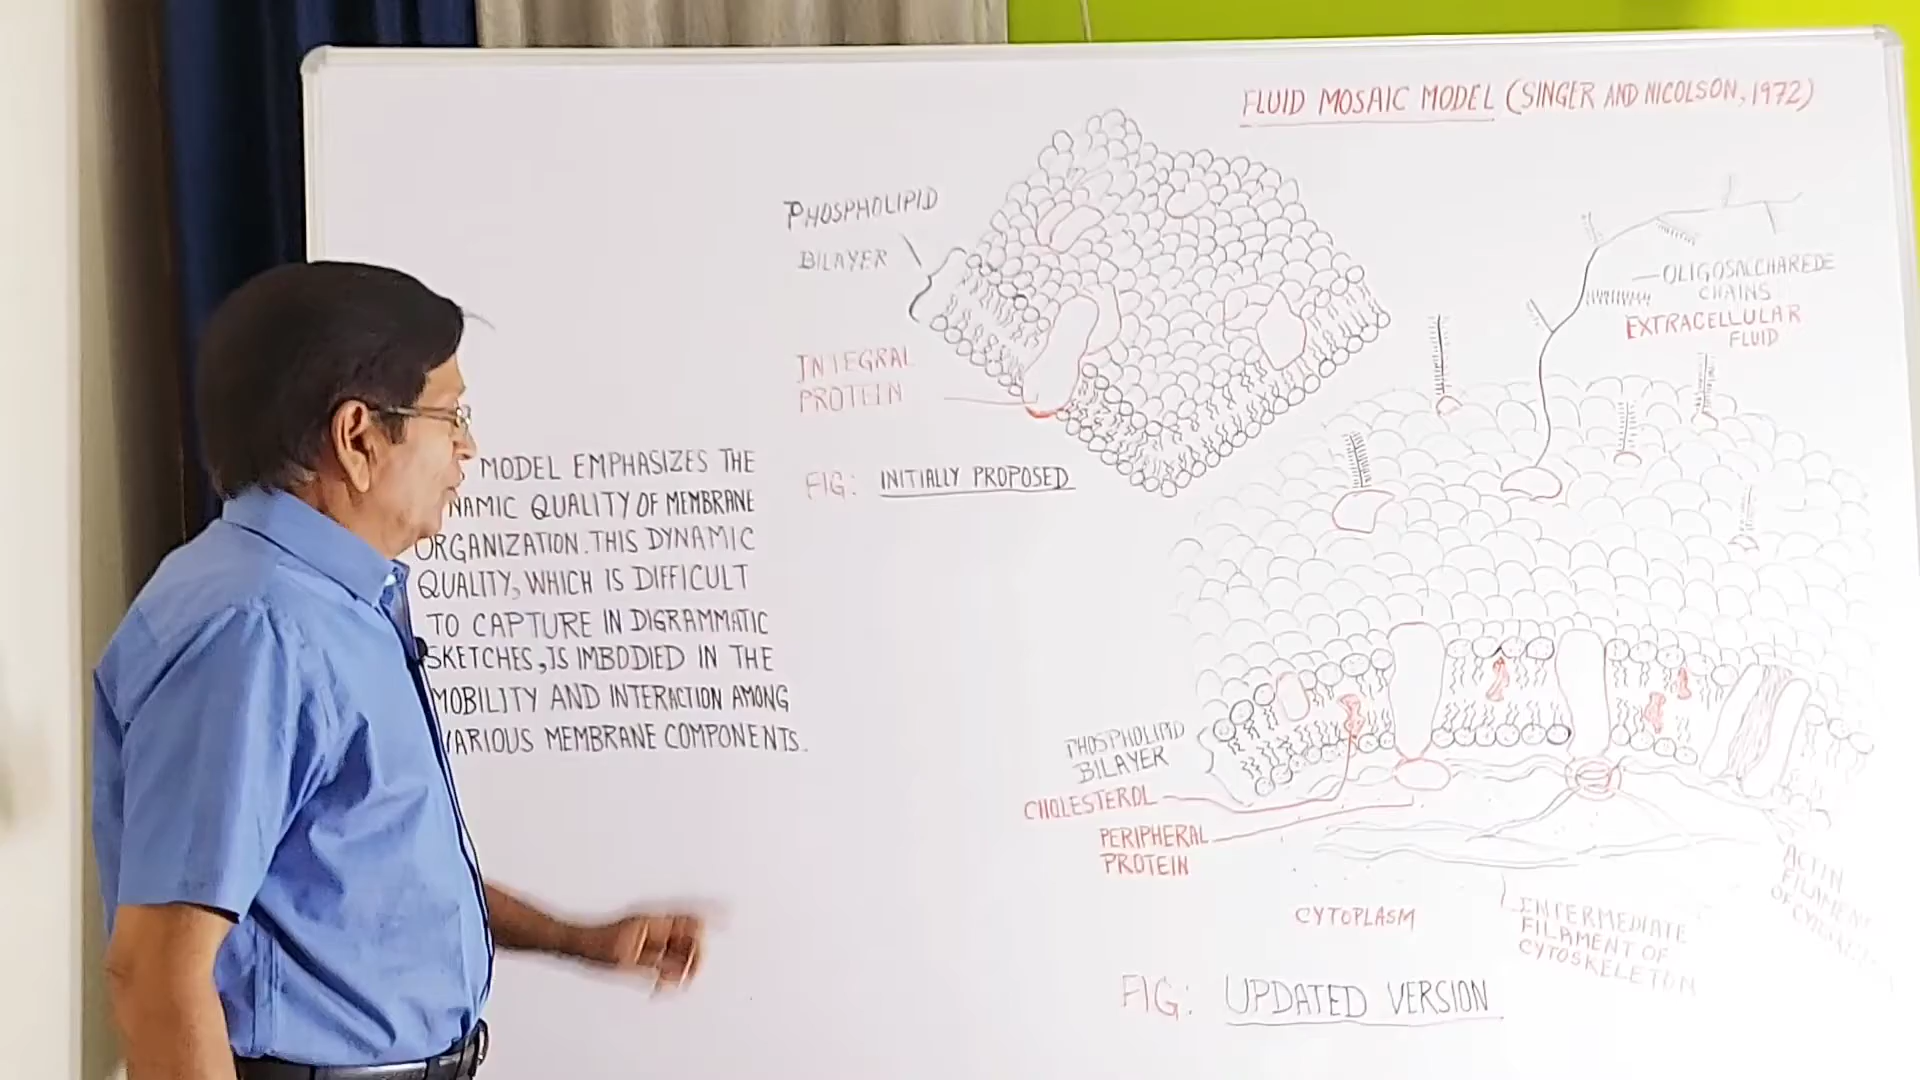 FLUID MOSAIC MODEL (SINGER AND NICOLSON, 1972)
PHOSPHOLIPID
BILAYER
INTEGRAL
PROTEIN
FIG: INITIALLY PROPOSED
MODEL EMPHASIZES THE
NAMIC QUALITY OF MEMBRANE
ORGANIZATION. THIS DYNAMIC
QUALITY, WHICH IS DIFFICULT
TO CAPTURE IN DIGRAMMATIC
SKETCHES, IS IMBODIED IN THE
MOBILITY AND INTERACTION AMONG
VARIOUS MEMBRANE COMPONENTS.
OLIGOSACCHAREDE
CHAINS
EXTRACELLULAR
FLUID
PHOSPHOLIPID
BILAYER
CHOLESTEROL
PERIPHERAL
PROTEIN
CYTOPLASM
INTERMEDIATE
FILAMENT OF
CYTOSKELETON
ACTIN
FILAMENT
FIG: UPDATED VERSION